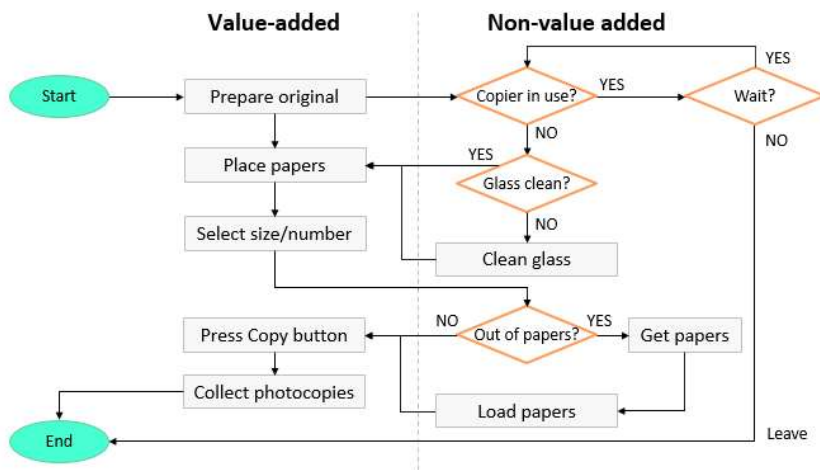 Value-added
Non-value added
YES
Start
Prepare original
Copier in use?
YES
Wait?
NO
NO
YES
Place papers
Glass clean?
NO
Select size/number
Clean glass
NO
YES
Press Copy button
Out of papers?
Get papers
Collect photocopies
Load papers
Leave
End